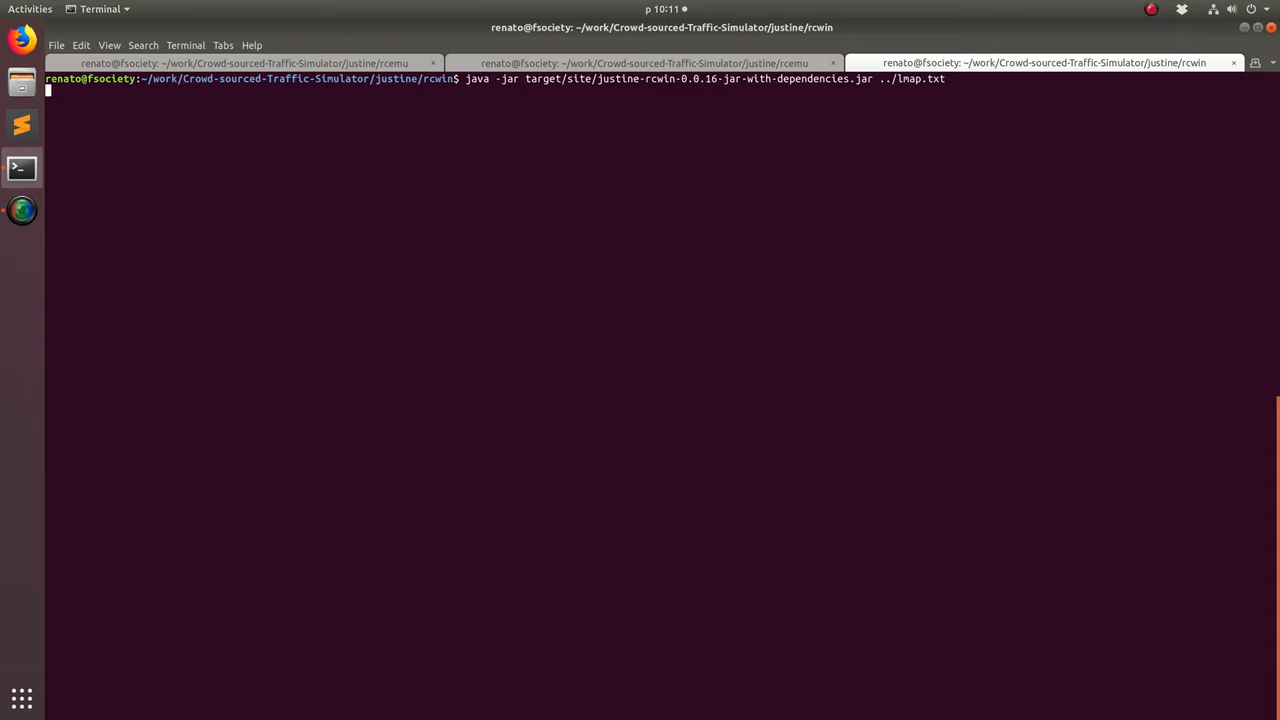 Activities
Terminal
p 10:11
renato@fsociety: ~/work/Crowd-sourced-Traffic-Simulator/justine/rcwin
File Edit View Search Terminal Tabs Help
renato@fsociety: ~/work/Crowd-sourced-Traffic-Simulator/justine/rcemu
renato@fsociety: ~/work/Crowd-sourced-Traffic-Simulator/justine/rcemu
renato@fsociety: ~/work/Crowd-sourced-Traffic-Simulator/justine/rcwin
renato@fsociety:~/work/Crowd-sourced-Traffic-Simulator/justine/rcwin$ java -jar target/site/justine-rcwin-0.0.16-jar-with-dependencies.jar ../lmap.txt